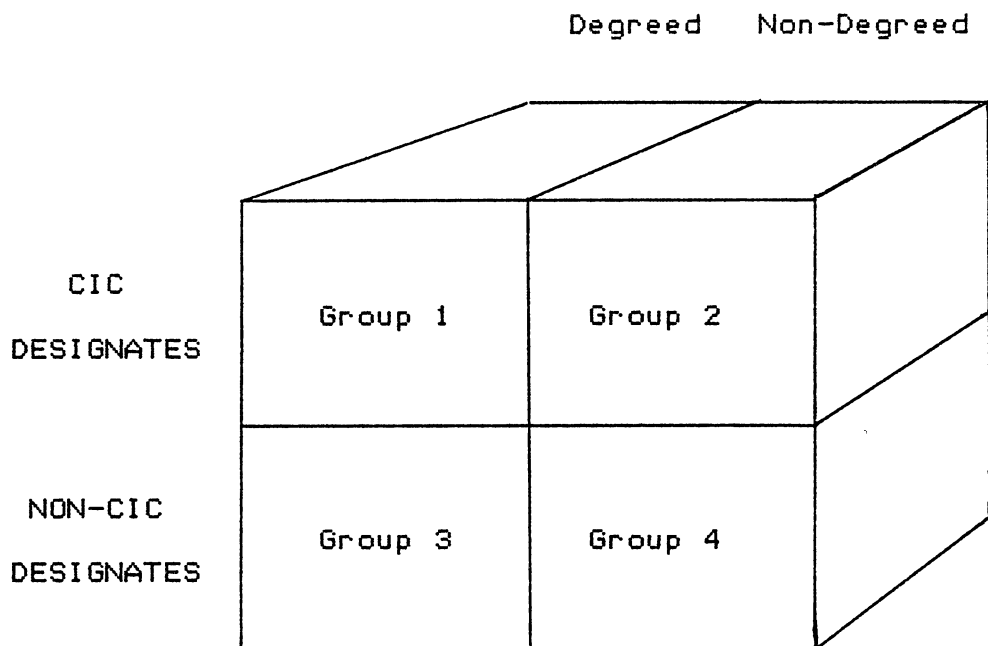 Degreed Non-Degreed
CIC
DESIGNATES
Group 1 Group 2
NON-CIC
DESIGNATES
Group 3 Group 4